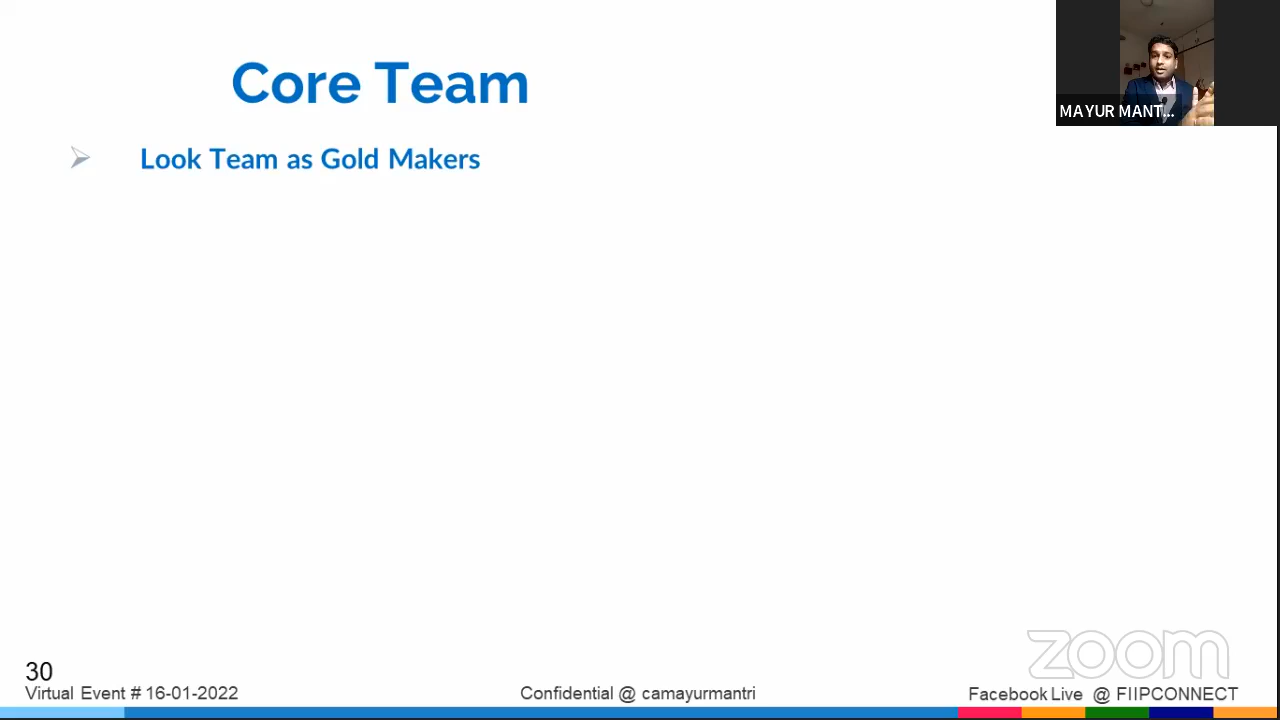 Core Team
MAYUR MANT...
➢ Look Team as Gold Makers
zoom
30
Virtual Event # 16-01-2022
Confidential @ camayurmantri
Facebook Live @ FIIPCONNECT